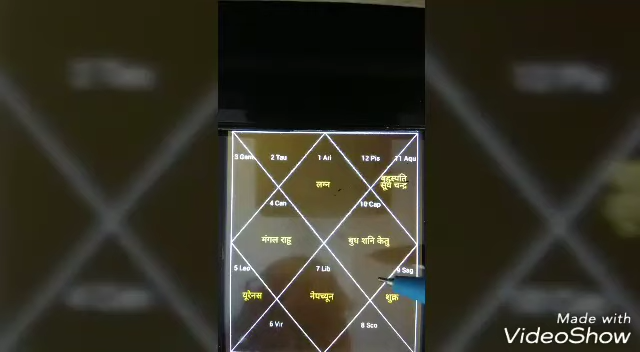 3 Gem 2 Tau 1 Ari 12 Pis 11 Aqu
लग्न
बृहस्पति
सूर्य चन्द्र
4 Can 10 Cap
मंगल राहु बुध शनि केतु
5 Leo 7 Lib 9 Sag
यूरेनस नेपच्यून शुक्र
6 Vir 8 Sco
Made with
VideoShow